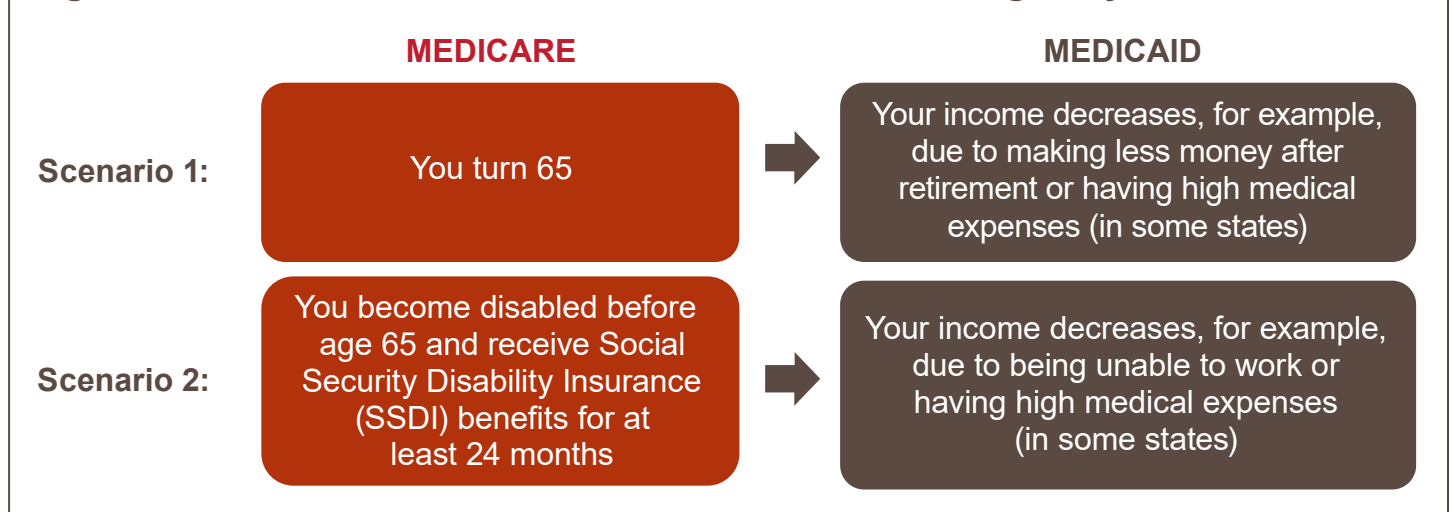 MEDICARE
MEDICAID
Scenario 1:
You turn 65
Your income decreases, for example,
due to making less money after
retirement or having high medical
expenses (in some states)
Scenario 2:
You become disabled before
age 65 and receive Social
Security Disability Insurance
(SSDI) benefits for at
least 24 months
Your income decreases, for example,
due to being unable to work or
having high medical expenses
(in some states)